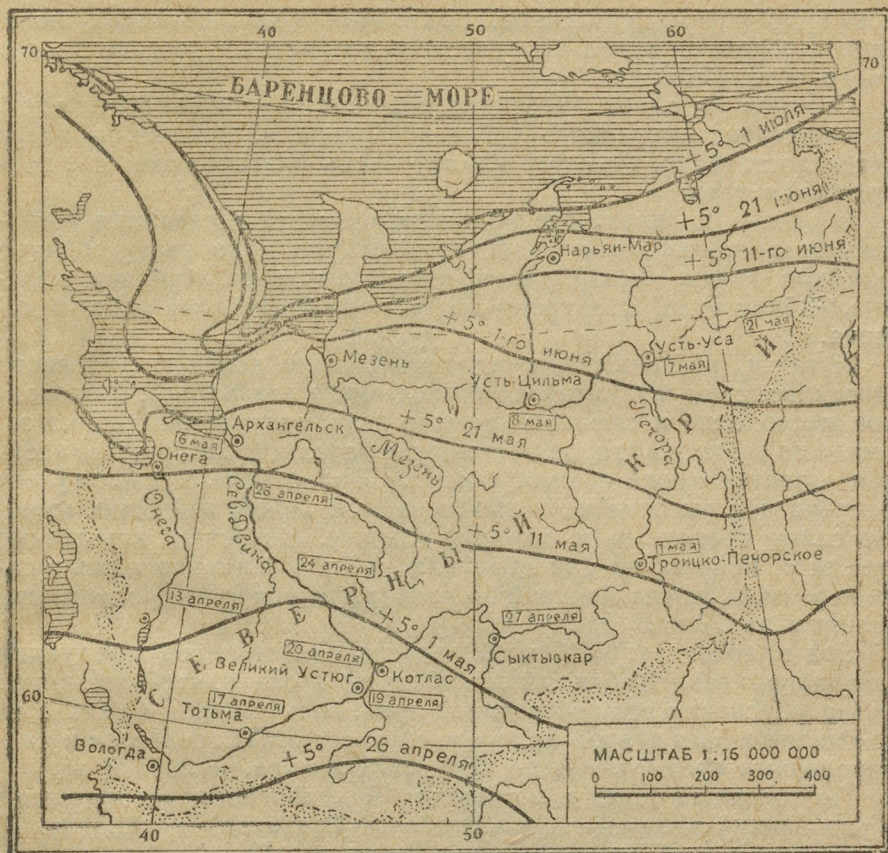 40 50 60
70 70
БАРЕНЦОВО МОРЕ
+5° 1 июля
+5° 21 июня
Нарьян-Мар
+5° 11-го июня
+5° 1-го июня
21 мая
Усть-Уса
7 мая
Мезень
Усть-Цильма
8 мая
Печора
+5° 21 мая
Архангельск
6 мая
Онега
Мезень
Онега
Сев Двина
28 апреля
+5° 11 мая
1 мая
Троицко-Печорское
24 апреля
13 апреля
СЕВЕРНЫЙ КРАЙ
27 апреля
+5° 1 мая
Сыктывкар
20 апреля
Великий Устюг
Котлас
19 апреля
60
17 апреля
Тотьма
Вологда
+5° 26 апреля
МАСШТАБ 1:16 000 000
0 100 200 300 400
40 50